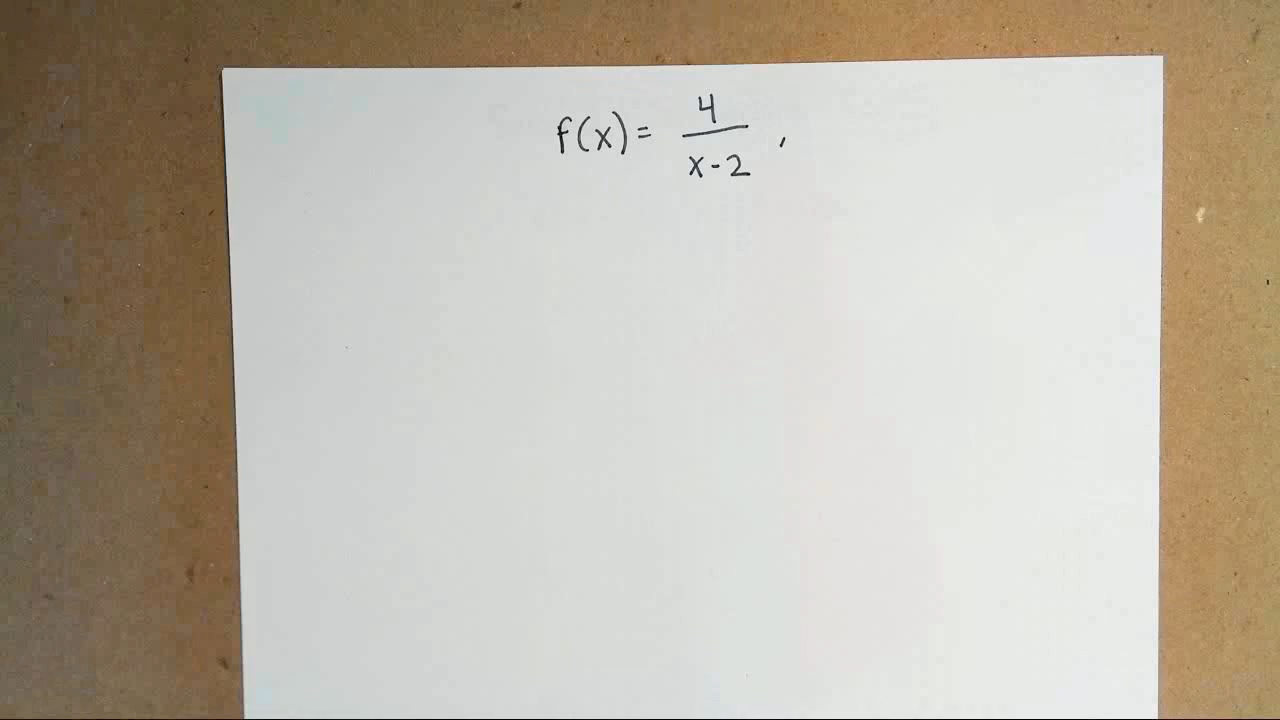 f(x) = 4/(x-2) ,